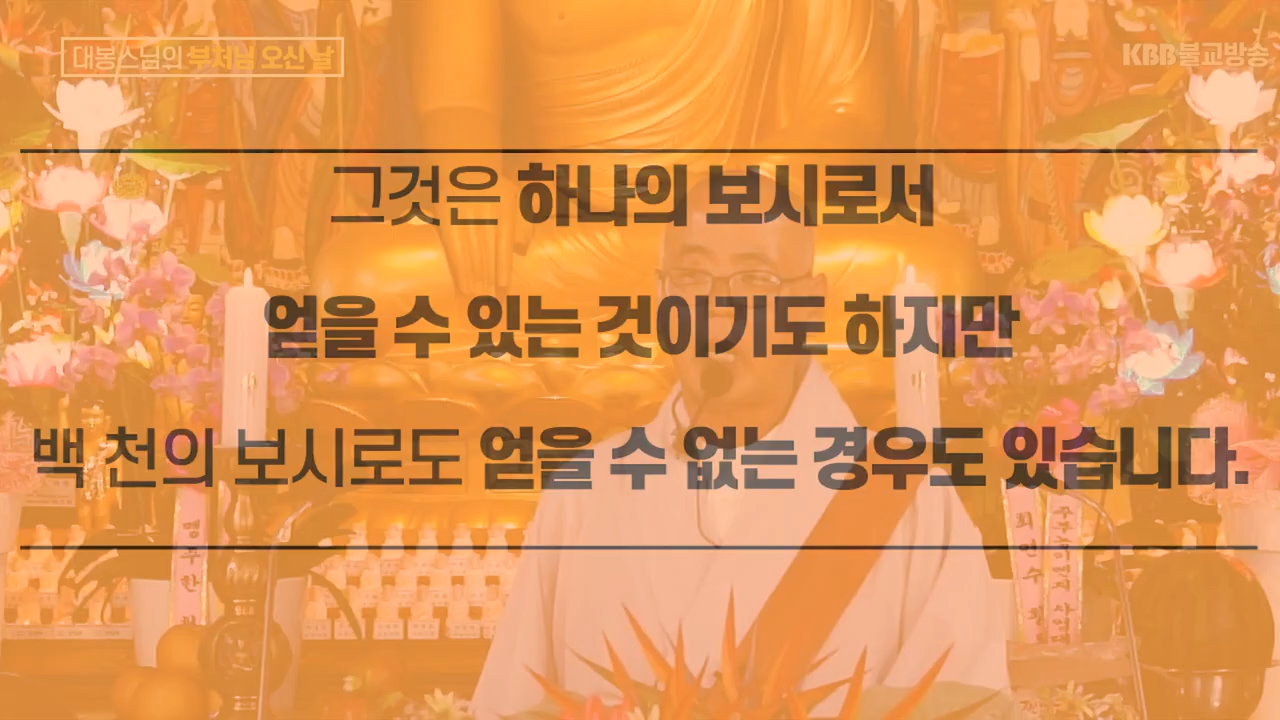 대봉스님의 부처님 오신 날
KBB불교방송
그것은 하나의 보시로서
얻을 수 있는 것이기도 하지만
백 천의 보시로도 얻을 수 없는 경우도 있습니다.